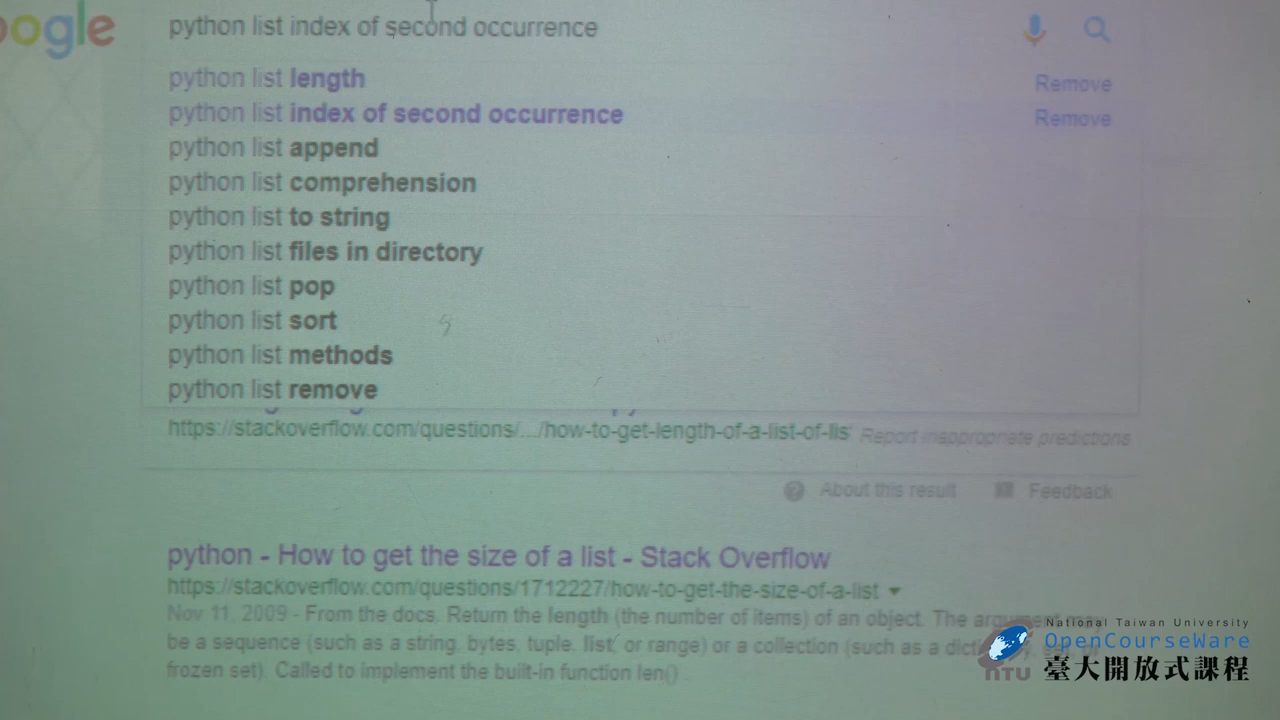 oogle
python list index of second occurrence
python list length Remove
python list index of second occurrence Remove
python list append
python list comprehension
python list to string
python list files in directory
python list pop
python list sort
python list methods
python list remove
https://stackoverflow.com/questions/.../how-to-get-length-of-a-list-of-lis Report inappropriate predictions
About this result Feedback
python - How to get the size of a list - Stack Overflow
https://stackoverflow.com/questions/1712227/how-to-get-the-size-of-a-list
Nov 11, 2009 - From the docs. Return the length (the number of items) of an object. The
be a sequence (such as a string, bytes, tuple, list, or range) or a collection (such as a
frozen set). Called to implement the built-in function len() .
National Taiwan University
OpenCourseWare
臺大開放式課程
NTU